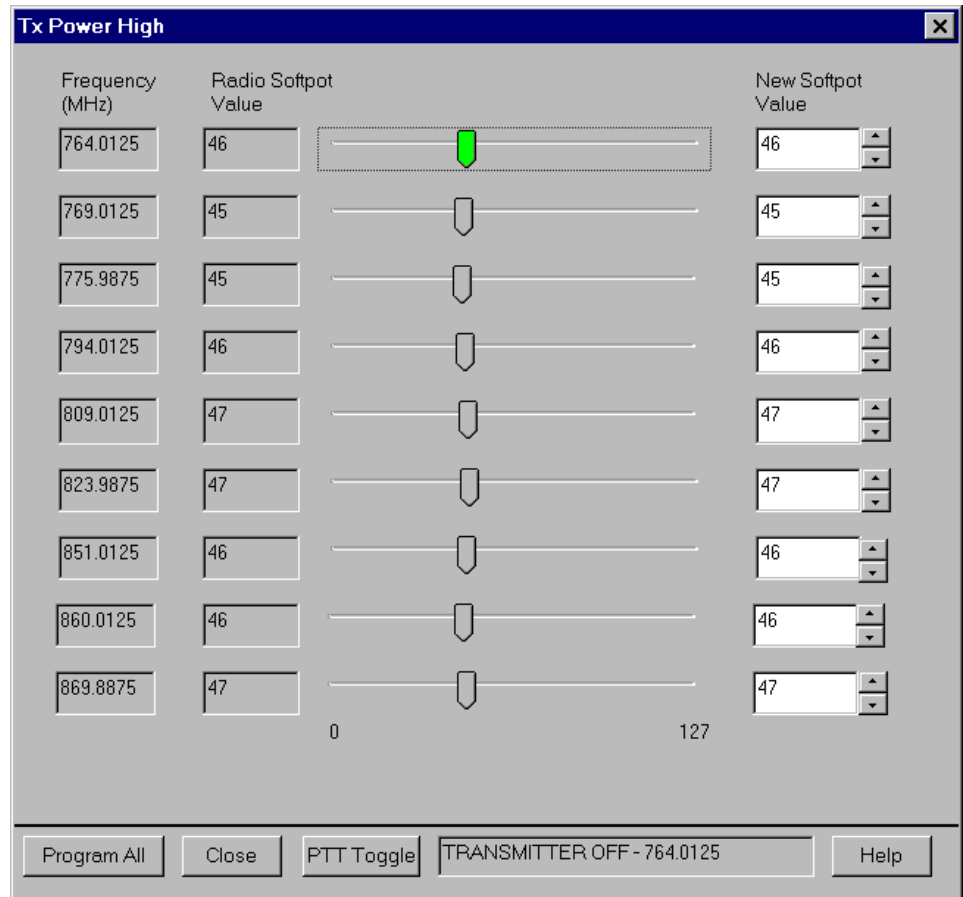 Tx Power High
Frequency (MHz) Radio Softpot Value New Softpot Value
764.0125 46 46
769.0125 45 45
775.9875 45 45
794.0125 46 46
809.0125 47 47
823.9875 47 47
851.0125 46 46
860.0125 46 46
869.8875 47 47
0 127
Program All Close PTT Toggle TRANSMITTER OFF - 764.0125 Help